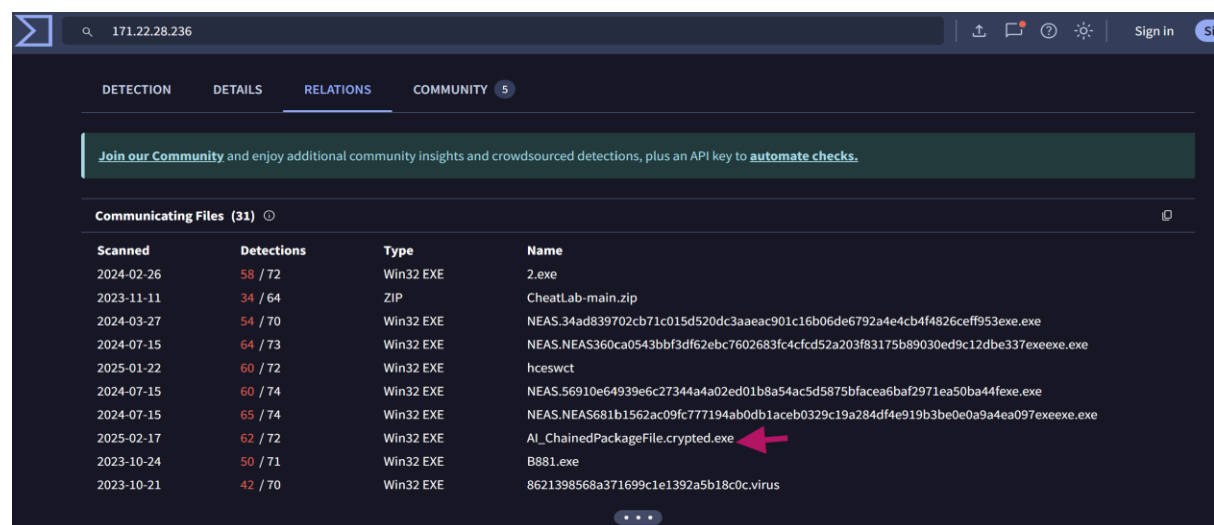 171.22.28.236
Sign in
DETECTION DETAILS RELATIONS COMMUNITY 5
Join our Community and enjoy additional community insights and crowdsourced detections, plus an API key to automate checks.
Communicating Files (31)
Scanned Detections Type Name
2024-02-26 58 / 72 Win32 EXE 2.exe
2023-11-11 34 / 64 ZIP CheatLab-main.zip
2024-03-27 54 / 70 Win32 EXE NEAS.34ad839702cb71c015d520dc3aaeac901c16b06de6792a4e4cb4f4826ceff953exe.exe
2024-07-15 64 / 73 Win32 EXE NEAS.NEAS360ca0543bbf3df62ebc7602683fc4cfcd52a203f83175b89030ed9c12dbe337exeexe.exe
2025-01-22 60 / 72 Win32 EXE hceswct
2024-07-15 60 / 74 Win32 EXE NEAS.56910e64939e6c27344a4a02ed01b8a54ac5d5875bfacea6baf2971ea50ba44fexe.exe
2024-07-15 65 / 74 Win32 EXE NEAS.NEAS681b1562ac09fc777194ab0db1aceb0329c19a284df4e919b3be0e0a9a4ea097exeexe.exe
2025-02-17 62 / 72 Win32 EXE AI_ChainedPackageFile.crypted.exe
2023-10-24 50 / 71 Win32 EXE B881.exe
2023-10-21 42 / 70 Win32 EXE 8621398568a371699c1e1392a5b18c0c.virus